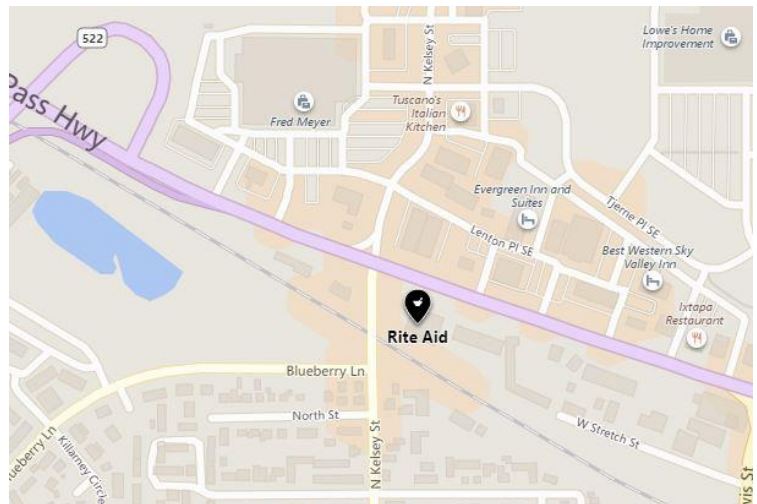 522
N Kelsey St
Lowe's Home
Improvement
Pass Hwy
Fred Meyer
Tuscano's
Italian
Kitchen
Evergreen Inn and
Suites
Tjerne Pl SE
Lenton Pl SE
Best Western Sky
Valley Inn
Ixtapa
Restaurant
Rite Aid
Blueberry Ln
North St
N Kelsey St
W Stretch St
Blueberry Ln
Killarney Circle
vis St